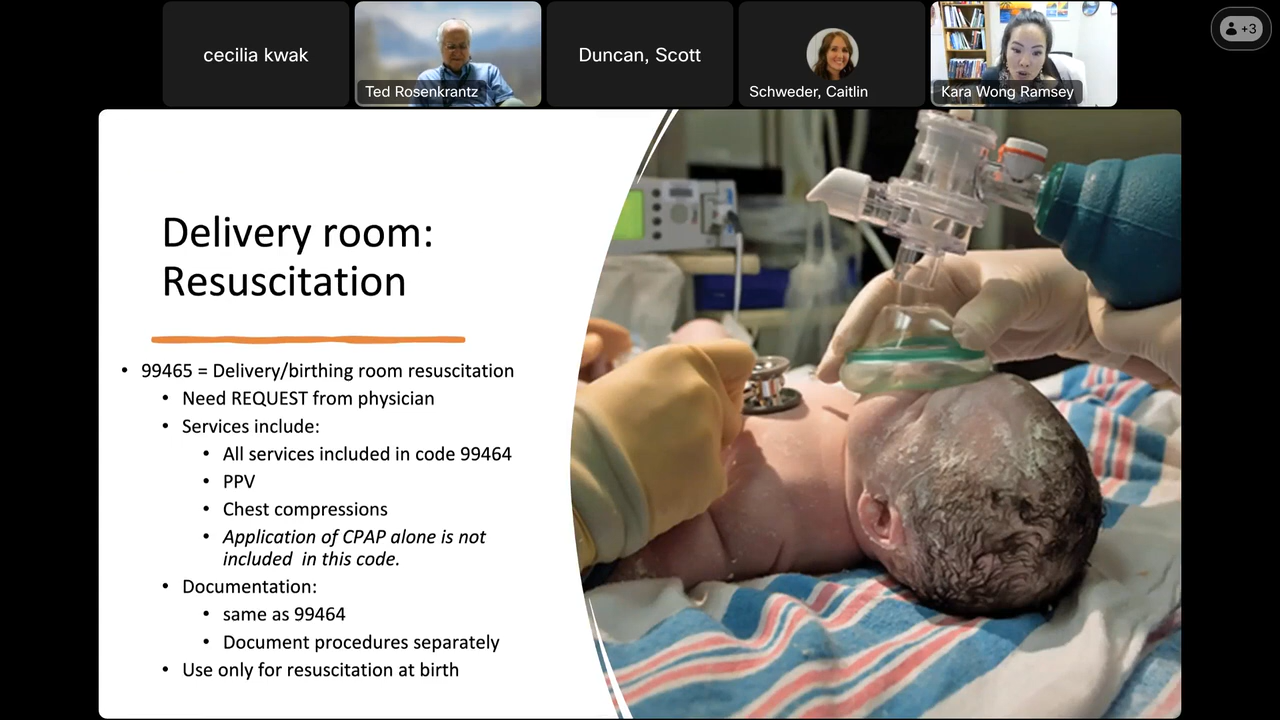 cecilia kwak
Ted Rosenkrantz
Duncan, Scott
Schweder, Caitlin
Kara Wong Ramsey
+3
Delivery room:
Resuscitation
• 99465 = Delivery/birthing room resuscitation
• Need REQUEST from physician
• Services include:
• All services included in code 99464
• PPV
• Chest compressions
• Application of CPAP alone is not
included in this code.
• Documentation:
• same as 99464
• Document procedures separately
• Use only for resuscitation at birth